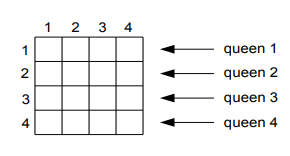 1 2 3 4
1 queen 1
2 queen 2
3 queen 3
4 queen 4